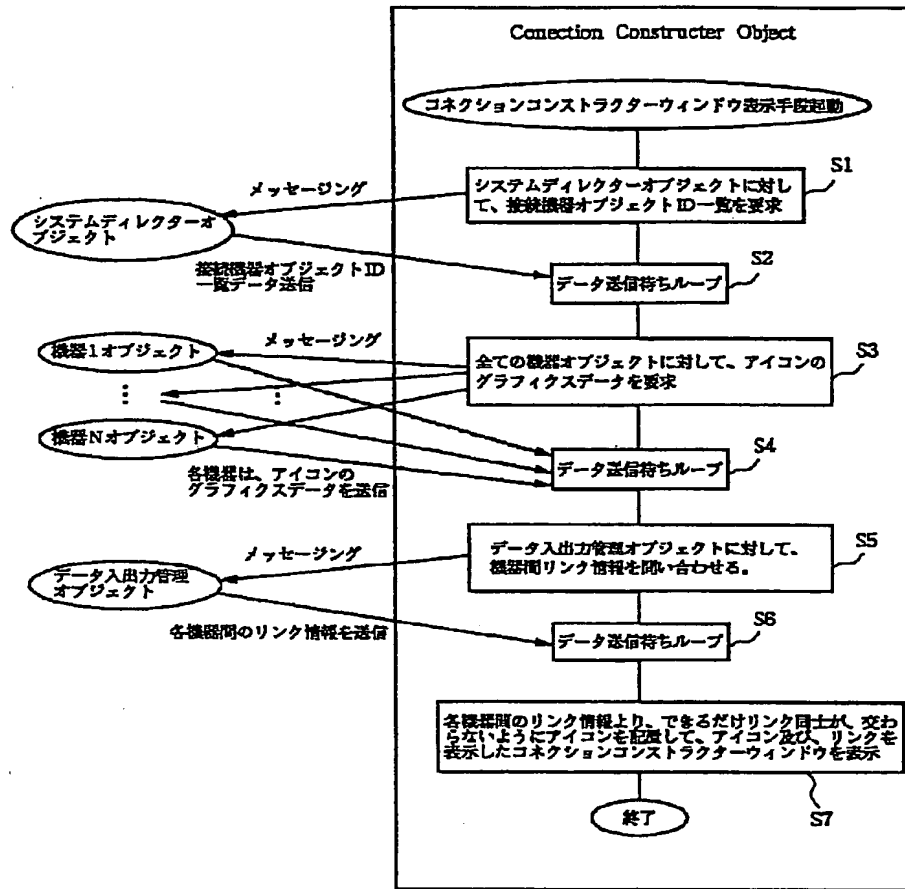 Conection Constructer Object
コネクションコンストラクターウィンドウ表示手段起動
S1
メッセージング
システムディレクターオブジェクトに対し
て、接続機器オブジェクトID一覧を要求
システムディレクターオ
ブジェクト
接続機器オブジェクトID
一覧データ送信
S2
データ送信待ちループ
メッセージング
機器1オブジェクト
S3
全ての機器オブジェクトに対して、アイコンの
グラフィクスデータを要求
機器Nオブジェクト
S4
データ送信待ちループ
各機器は、アイコンの
グラフィクスデータを送信
メッセージング
S5
データ入出力管理オブジェクトに対して、
機器間リンク情報を問い合わせる。
データ入出力管理
オブジェクト
各機器間のリンク情報を送信
S6
データ送信待ちループ
各機器間のリンク情報より、できるだけリンク同士が、交わ
らないようにアイコンを配置して、アイコン及び、リンクを
表示したコネクションコンストラクターウィンドウを表示
S7
終了